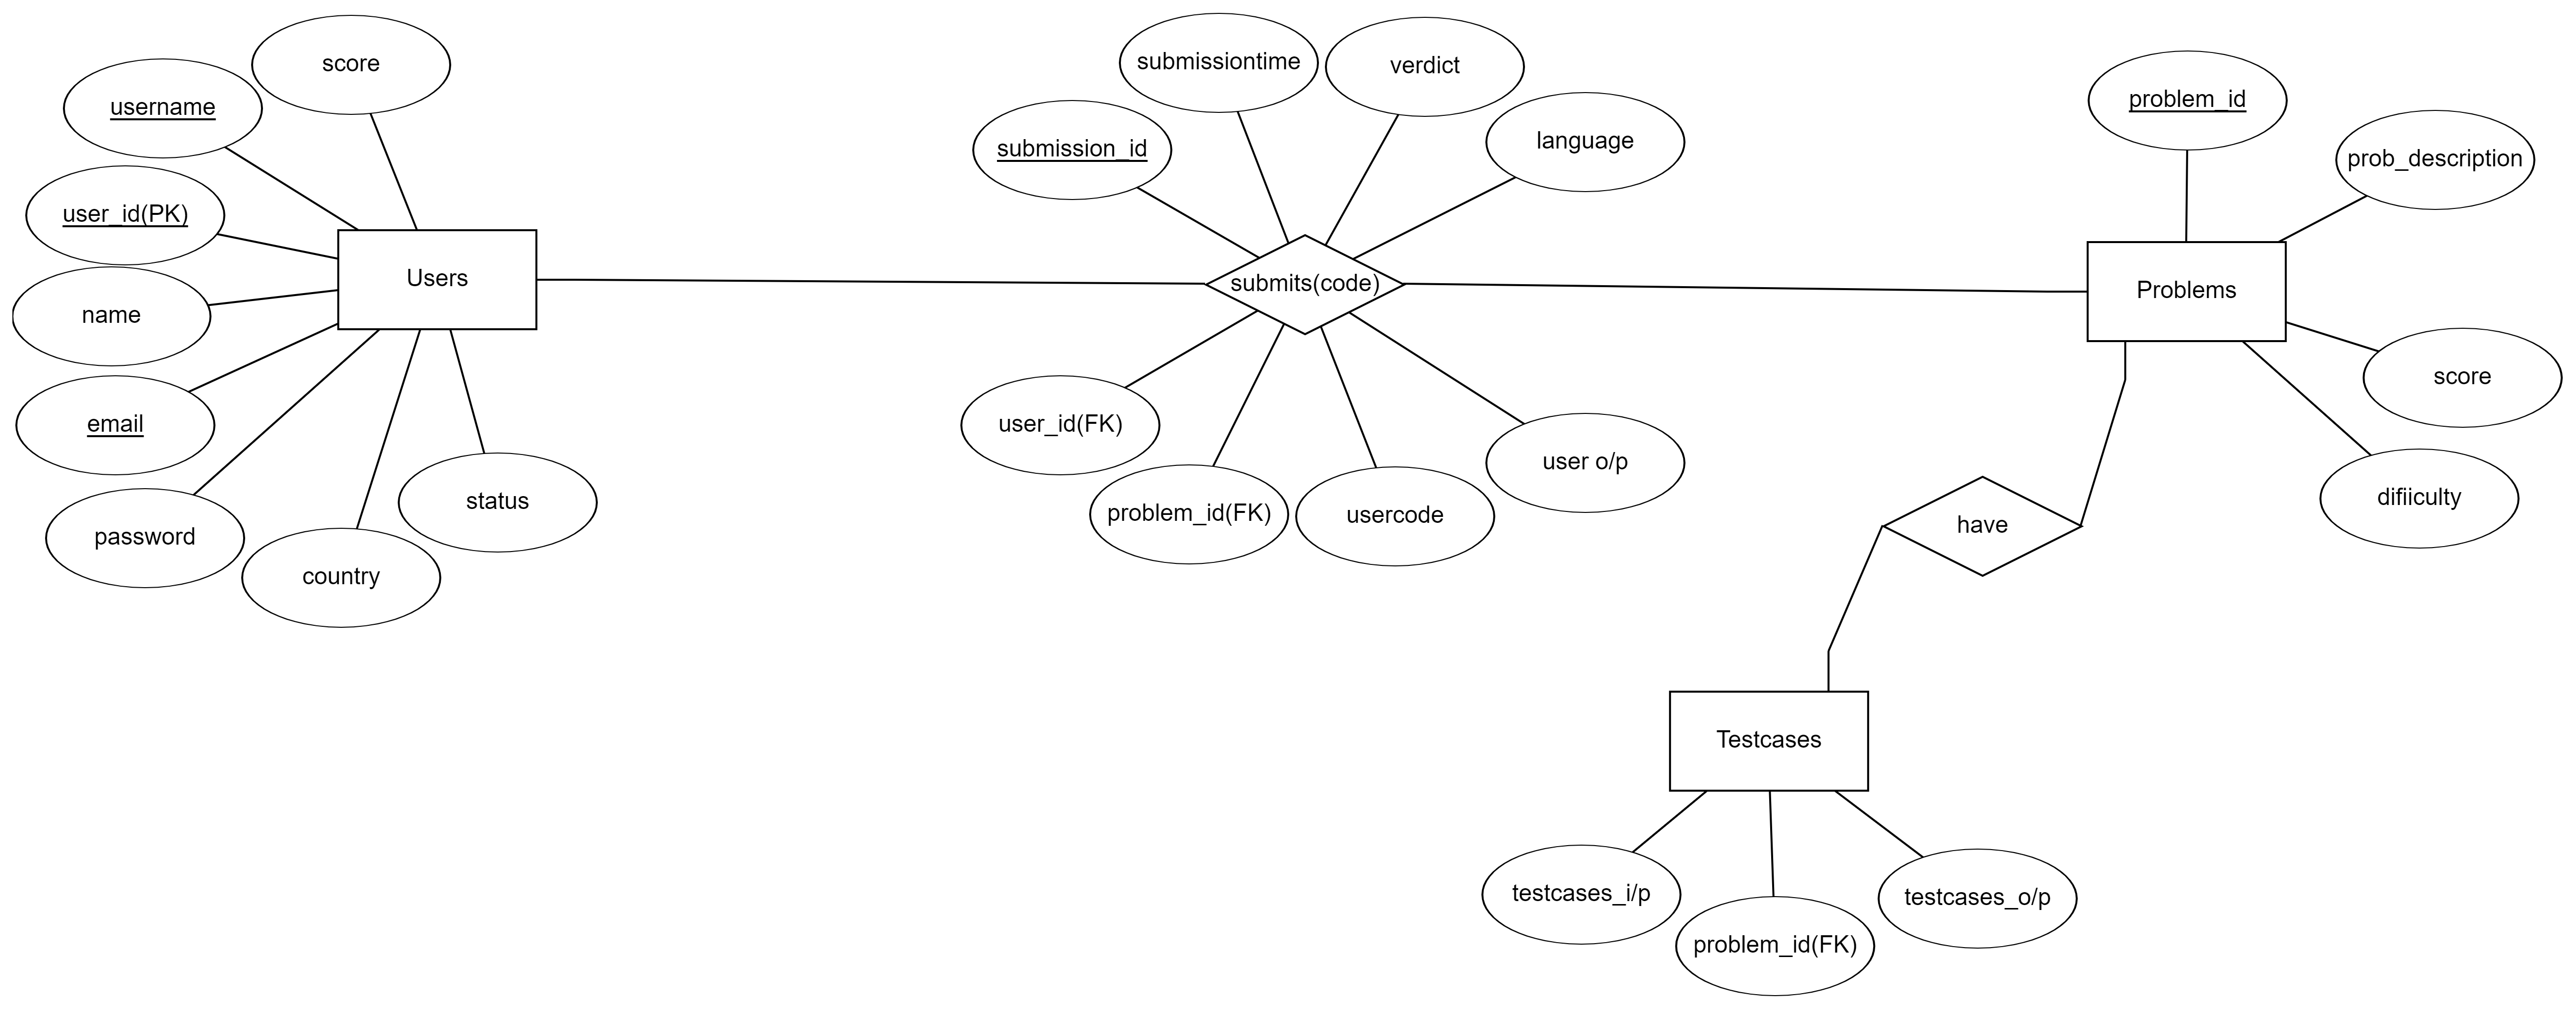 score
username
user_id(PK)
name
email
password
country
status
Users
submissiontime
verdict
submission_id
language
submits(code)
user_id(FK)
problem_id(FK)
usercode
user o/p
problem_id
prob_description
Problems
score
difiiculty
have
Testcases
testcases_i/p
problem_id(FK)
testcases_o/p